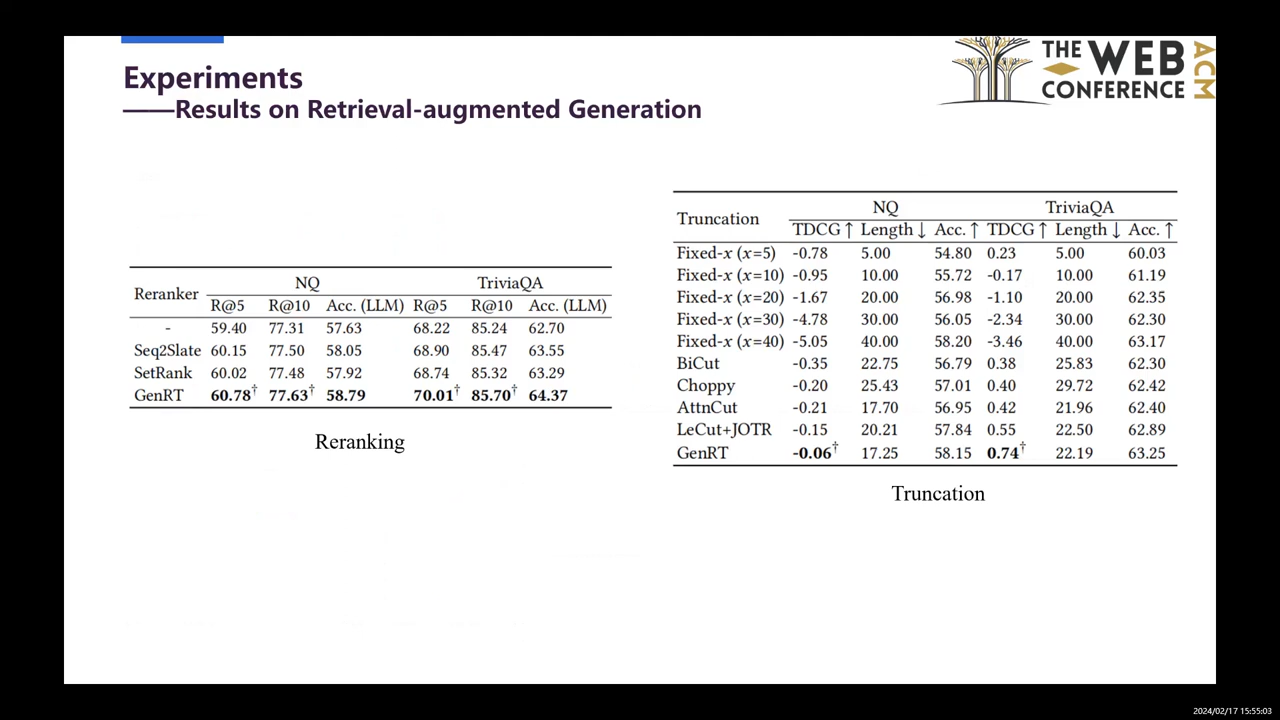 Experiments
——Results on Retrieval-augmented Generation
THE WEB
CONFERENCE
ACM
Reranker NQ TriviaQA
R@5 R@10 Acc. (LLM) R@5 R@10 Acc. (LLM)
- 59.40 77.31 57.63 68.22 85.24 62.70
Seq2Slate 60.15 77.50 58.05 68.90 85.47 63.55
SetRank 60.02 77.48 57.92 68.74 85.32 63.29
GenRT 60.78† 77.63† 58.79 70.01† 85.70† 64.37
Reranking
Truncation NQ TriviaQA
TDCG ↑ Length ↓ Acc. ↑ TDCG ↑ Length ↓ Acc. ↑
Fixed-x (x=5) -0.78 5.00 54.80 0.23 5.00 60.03
Fixed-x (x=10) -0.95 10.00 55.72 -0.17 10.00 61.19
Fixed-x (x=20) -1.67 20.00 56.98 -1.10 20.00 62.35
Fixed-x (x=30) -4.78 30.00 56.05 -2.34 30.00 62.30
Fixed-x (x=40) -5.05 40.00 58.20 -3.46 40.00 63.17
BiCut -0.35 22.75 56.79 0.38 25.83 62.30
Choppy -0.20 25.43 57.01 0.40 29.72 62.42
AttnCut -0.21 17.70 56.95 0.42 21.96 62.40
LeCut+JOTR -0.15 20.21 57.84 0.55 22.50 62.89
GenRT -0.06† 17.25 58.15 0.74† 22.19 63.25
Truncation
2024/02/17 15:55:03